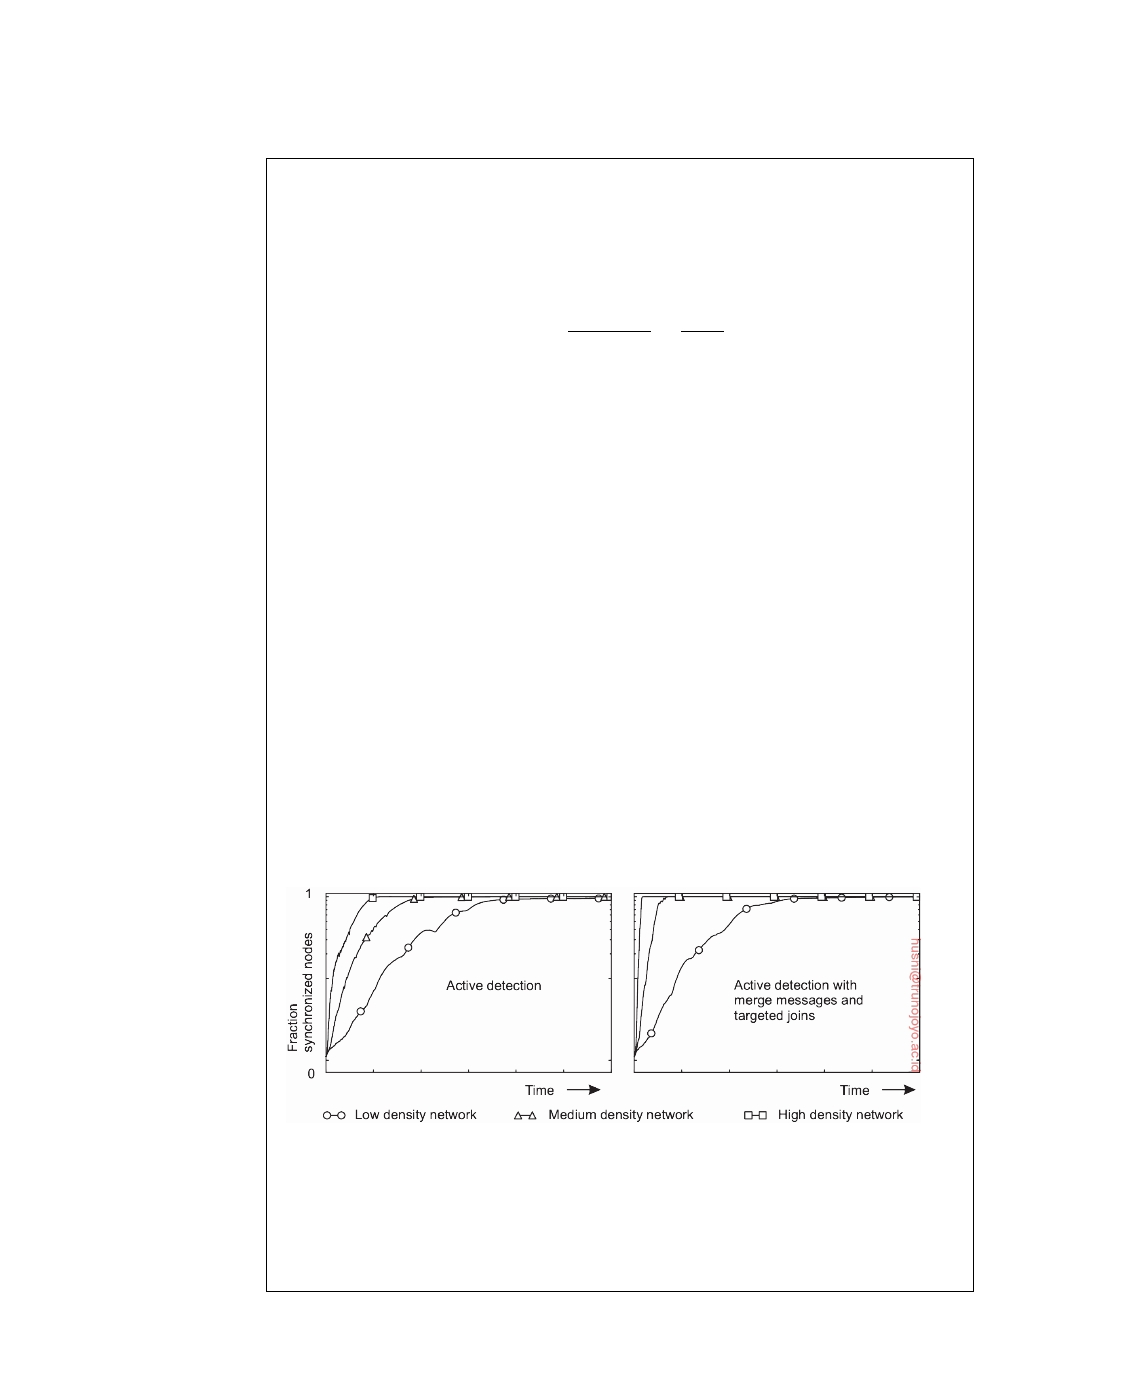 1
Fraction
synchronized nodes
0
Active detection
Time
Active detection with
merge messages and
targeted joins
Time
husni@trunojoyo.ac.id
Low density network
Medium density network
High density network